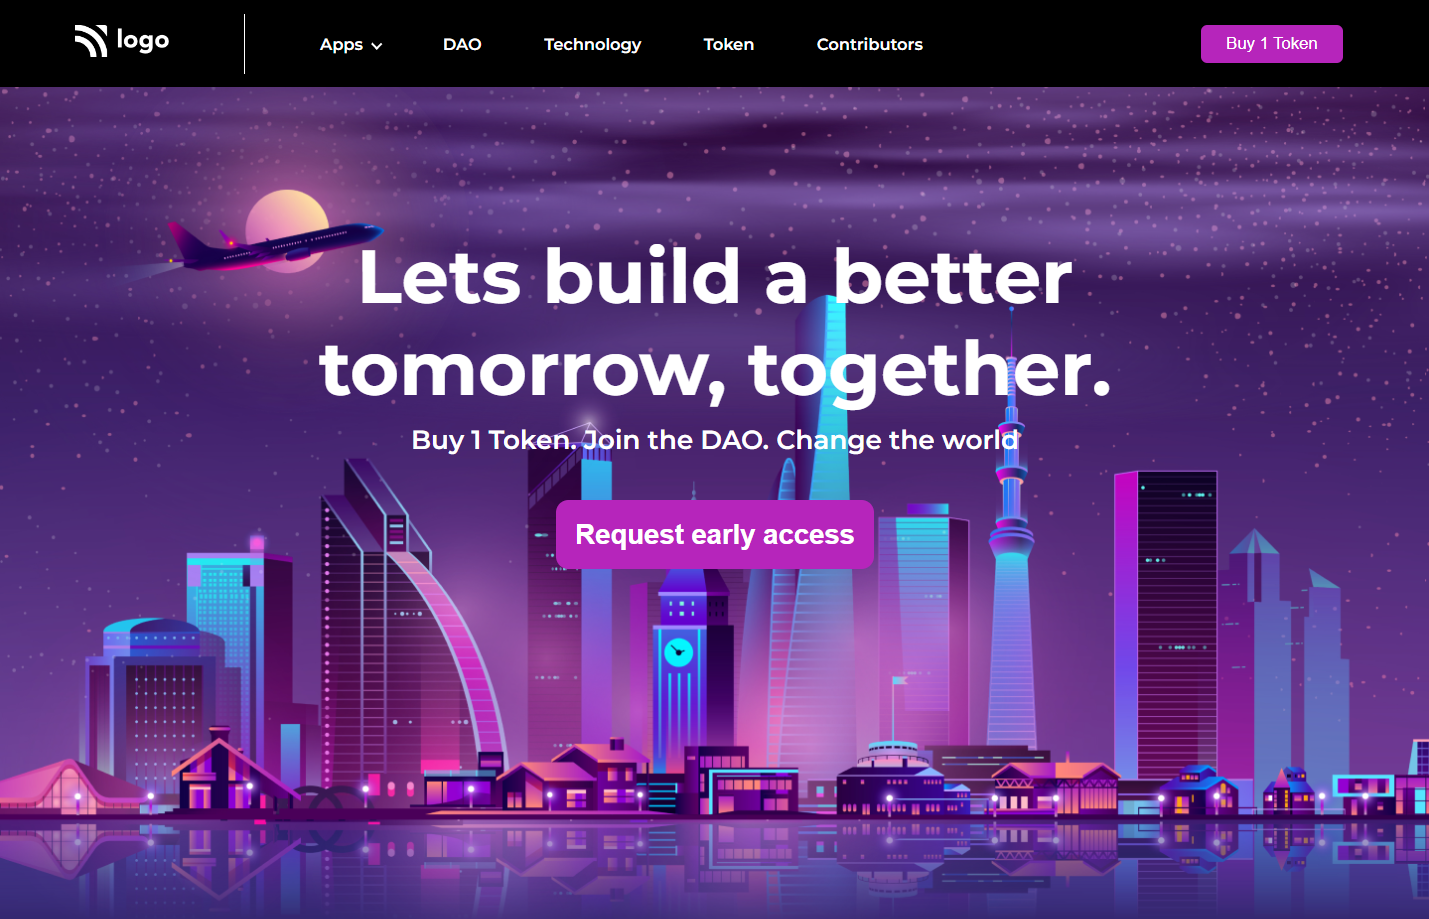 logo
Apps
DAO
Technology
Token
Contributors
Buy 1 Token
Lets build a better
tomorrow, together.
Buy 1 Token. Join the DAO. Change the world
Request early access